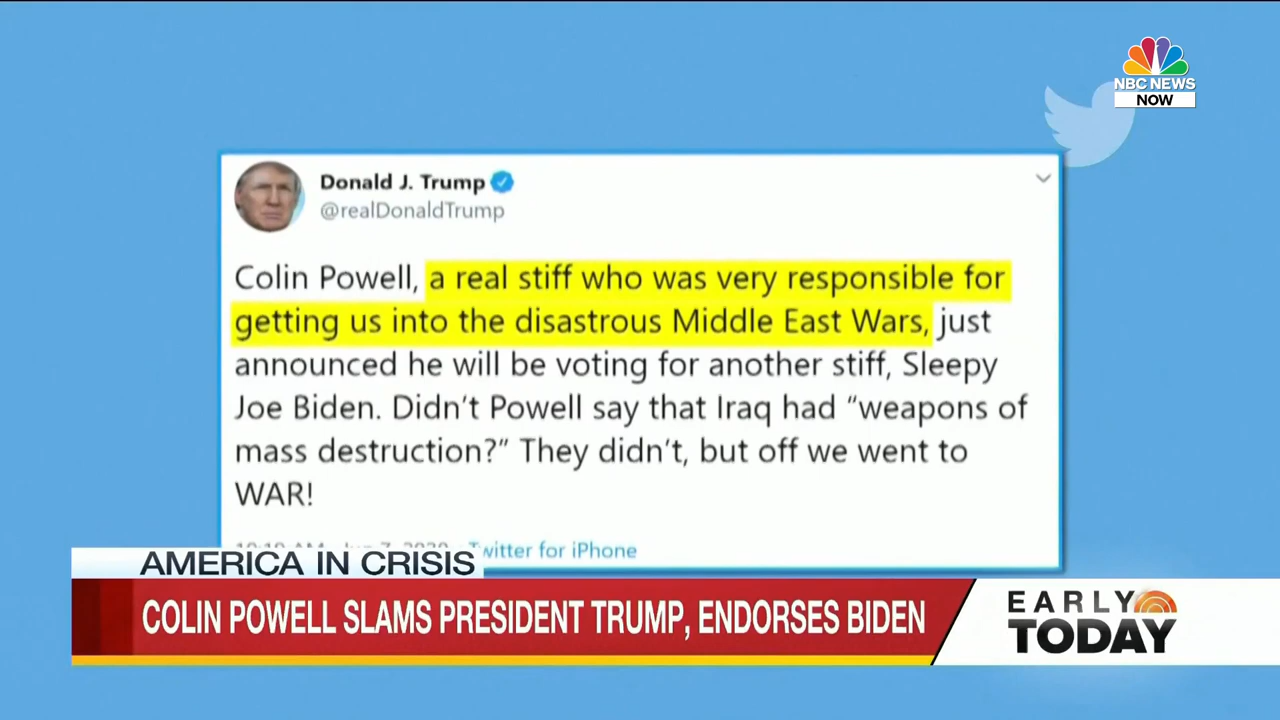 NBC NEWS
NOW
Donald J. Trump
@realDonaldTrump
Colin Powell, a real stiff who was very responsible for
getting us into the disastrous Middle East Wars, just
announced he will be voting for another stiff, Sleepy
Joe Biden. Didn’t Powell say that Iraq had “weapons of
mass destruction?” They didn’t, but off we went to
WAR!
Twitter for iPhone
AMERICA IN CRISIS
COLIN POWELL SLAMS PRESIDENT TRUMP, ENDORSES BIDEN
EARLY
TODAY